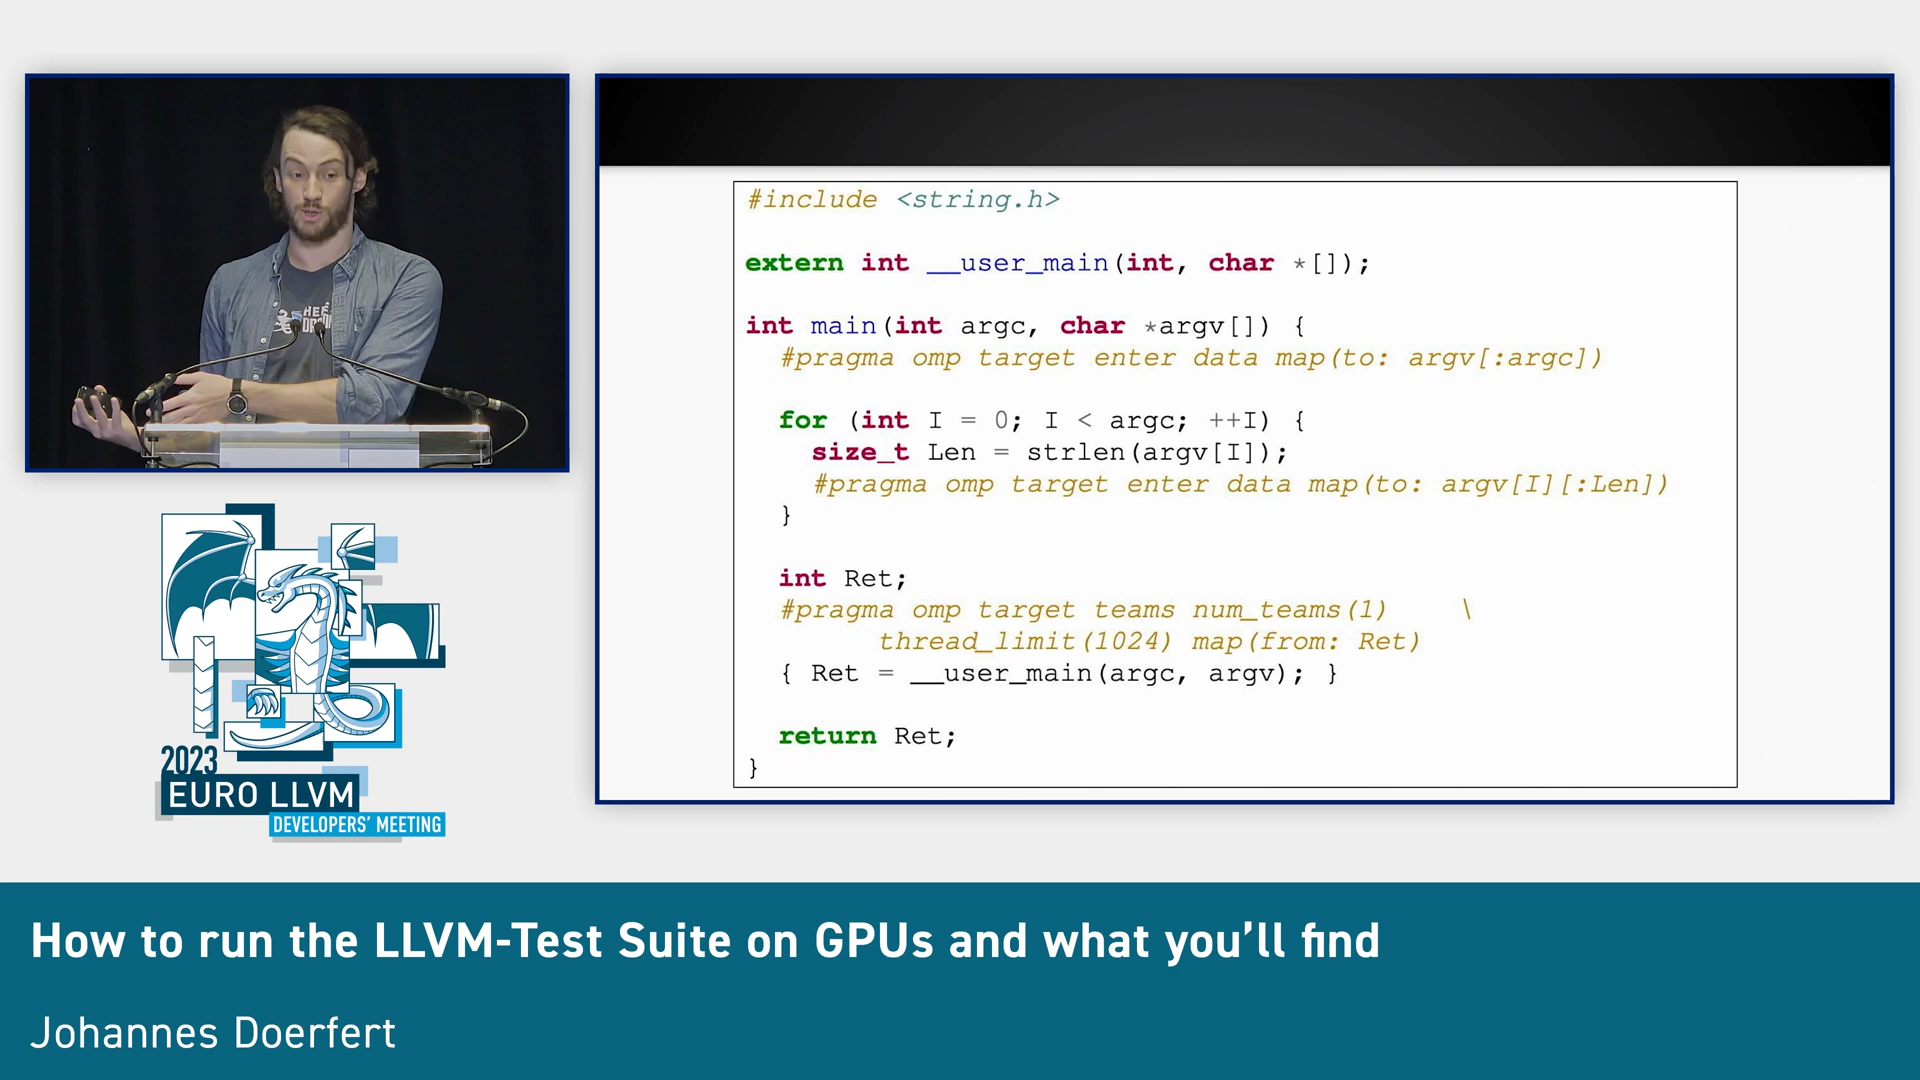 #include <string.h>
extern int __user_main(int, char *[]);
int main(int argc, char *argv[]) {
#pragma omp target enter data map(to: argv[:argc])
for (int I = 0; I < argc; ++I) {
size_t Len = strlen(argv[I]);
#pragma omp target enter data map(to: argv[I][:Len])
}
int Ret;
#pragma omp target teams num_teams(1) \
thread_limit(1024) map(from: Ret)
{ Ret = __user_main(argc, argv); }
return Ret;
}
2023
EURO LLVM
DEVELOPERS' MEETING
How to run the LLVM-Test Suite on GPUs and what you’ll find
Johannes Doerfert